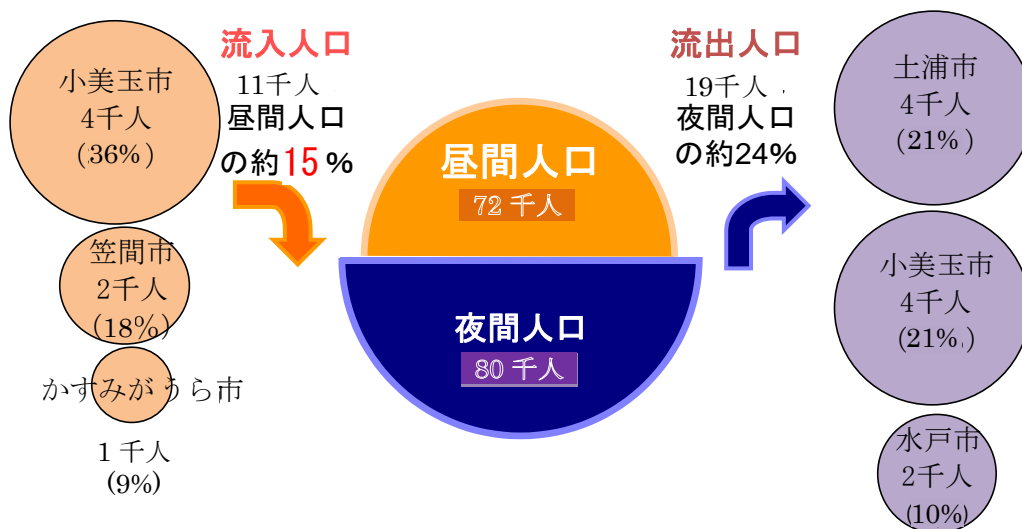 小美玉市
4千人
(36%)
笠間市
2千人
(18%)
かすみがうら市
1千人
(9%)
流入人口
11千人
昼間人口
の約15%
昼間人口
72千人
夜間人口
80千人
流出人口
19千人
夜間人口
の約24%
土浦市
4千人
(21%)
小美玉市
4千人
(21%)
水戸市
2千人
(10%)